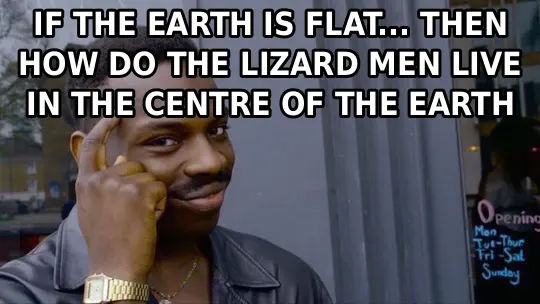 IF THE EARTH IS FLAT... THEN
HOW DO THE LIZARD MEN LIVE
IN THE CENTRE OF THE EARTH
Opening
Mon
Tue-Thur
Fri-Sat
Sunday